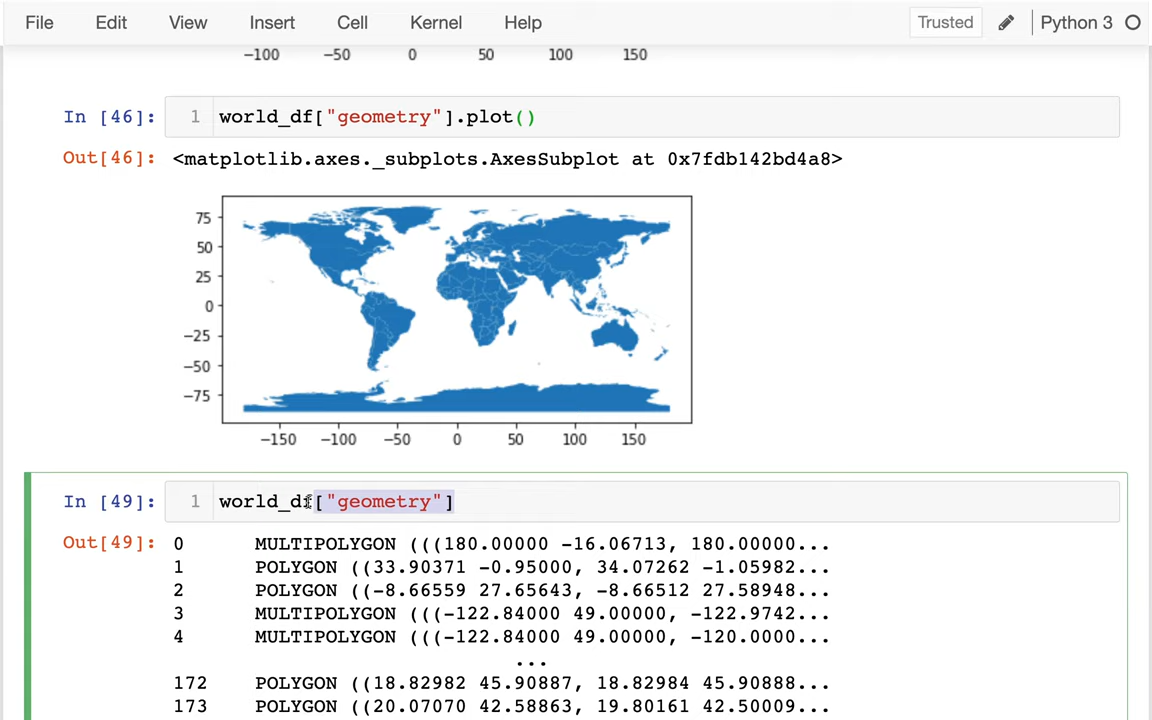 File Edit View Insert Cell Kernel Help Trusted Python 3
−100 −50 0 50 100 150
In [46]: 1 world_df["geometry"].plot()
Out[46]: <matplotlib.axes._subplots.AxesSubplot at 0x7fdb142bd4a8>
75
50
25
0
−25
−50
−75
−150 −100 −50 0 50 100 150
In [49]: 1 world_df["geometry"]
Out[49]: 0 MULTIPOLYGON (((180.00000 -16.06713, 180.00000...
1 POLYGON ((33.90371 -0.95000, 34.07262 -1.05982...
2 POLYGON ((-8.66559 27.65643, -8.66512 27.58948...
3 MULTIPOLYGON (((-122.84000 49.00000, -122.9742...
4 MULTIPOLYGON (((-122.84000 49.00000, -120.0000...
...
172 POLYGON ((18.82982 45.90887, 18.82984 45.90888...
173 POLYGON ((20.07070 42.58863, 19.80161 42.50009...